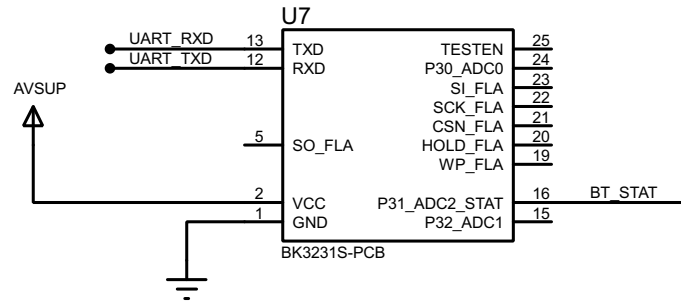 U7
UART_RXD 13 TXD TESTEN 25
UART_TXD 12 RXD P30_ADC0 24
SI_FLA 23
AVSUP SCK_FLA 22
CSN_FLA 21
5 SO_FLA HOLD_FLA 20
WP_FLA 19
2 VCC P31_ADC2_STAT 16 BT_STAT
1 GND P32_ADC1 15
BK3231S-PCB